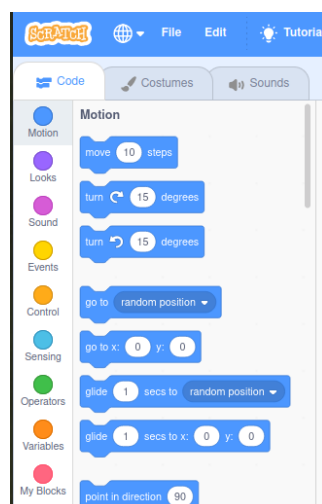 SCRATCH File Edit Tutoria
Code Costumes Sounds
Motion
Looks
Sound
Events
Control
Sensing
Operators
Variables
My Blocks
Motion
move 10 steps
turn 15 degrees
turn 15 degrees
go to random position
go to x: 0 y: 0
glide 1 secs to random position
glide 1 secs to x: 0 y: 0
point in direction 90